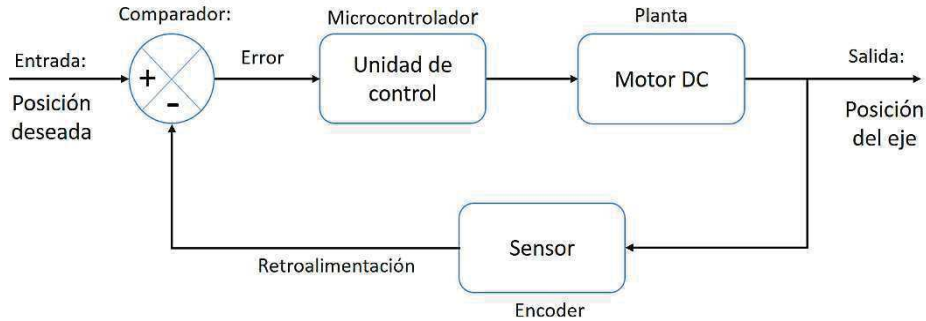 Comparador:
Entrada:
+
-
Posición
deseada
Error
Microcontrolador
Unidad de
control
Planta
Motor DC
Salida:
Posición
del eje
Sensor
Retroalimentación
Encoder